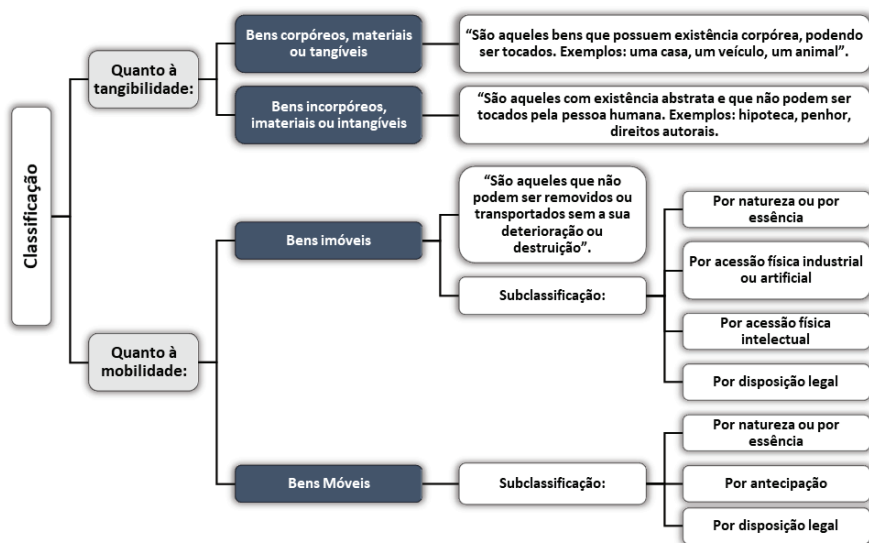 Classificação
Quanto à
tangibilidade:
Bens corpóreos, materiais
ou tangíveis
“São aqueles bens que possuem existência corpórea, podendo
ser tocados. Exemplos: uma casa, um veículo, um animal”.
Bens incorpóreos,
imateriais ou intangíveis
“São aqueles com existência abstrata e que não podem ser
tocados pela pessoa humana. Exemplos: hipoteca, penhor,
direitos autorais.
Quanto à
mobilidade:
Bens imóveis
“São aqueles que não
podem ser removidos ou
transportados sem a sua
deterioração ou
destruição”.
Subclassificação:
Por natureza ou por
essência
Por acessão física industrial
ou artificial
Por acessão física
intelectual
Por disposição legal
Bens Móveis
Subclassificação:
Por natureza ou por
essência
Por antecipação
Por disposição legal